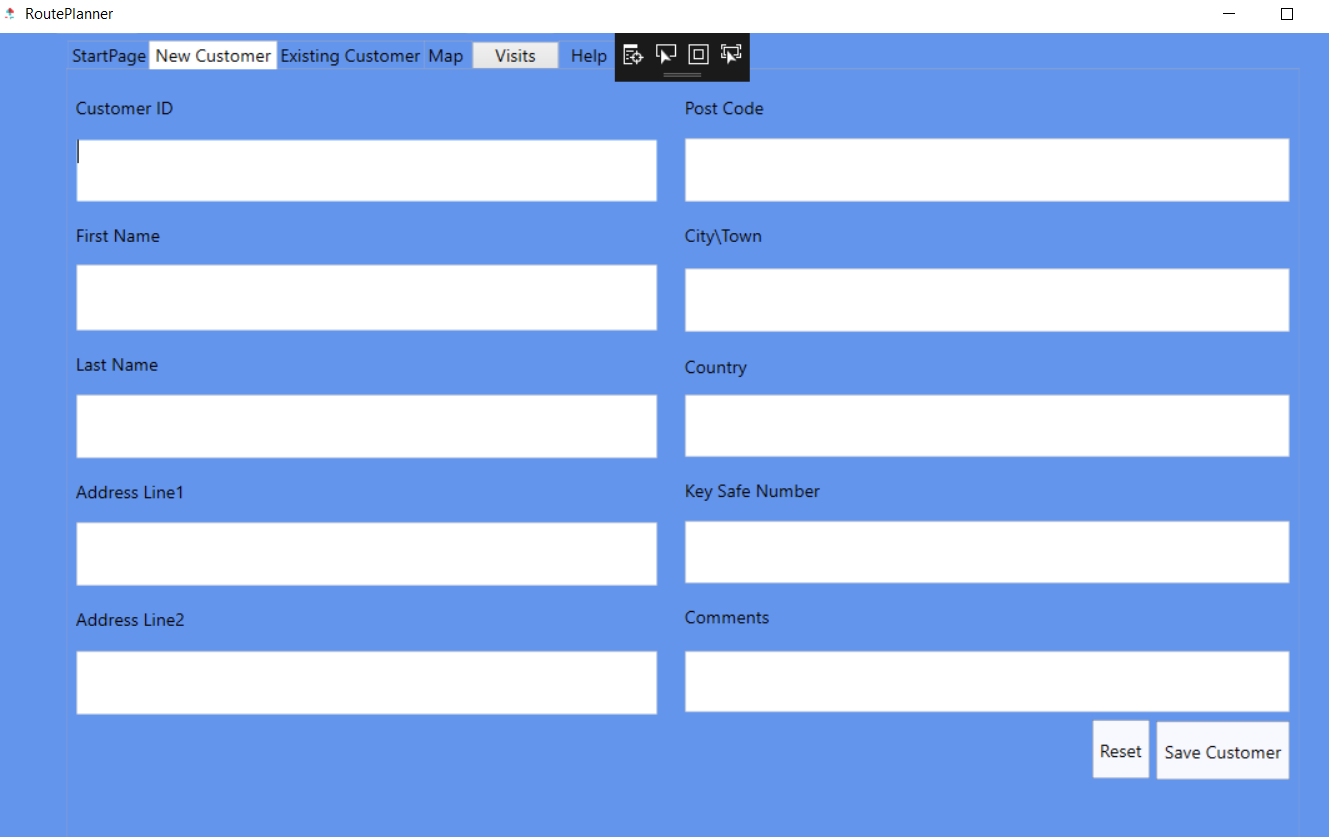 RoutePlanner
StartPage New Customer Existing Customer Map Visits Help
Customer ID
Post Code
First Name
City\Town
Last Name
Country
Address Line1
Key Safe Number
Address Line2
Comments
Reset Save Customer